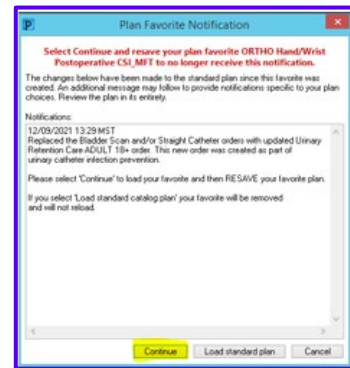 Plan Favorite Notification
Select Continue and resave your plan favorite ORTHO Hand/Wrist
Postoperative CSI_MFT to no longer receive this notification.
The changes below have been made to the standard plan since this favorite was
created. An additional message may follow to provide notifications specific to your plan
choices. Review the plan in its entirety.
Notifications:
12/09/2021 13:29 MST
Replaced the Bladder Scan and/or Straight Catheter orders with updated Urinary
Retention Care ADULT 18+ order. This new order was created as part of
urinary catheter infection prevention.
Please select 'Continue' to load your favorite and then RESAVE your favorite plan.
If you select 'Load standard catalog plan' your favorite will be removed
and will not reload.
Continue Load standard plan Cancel